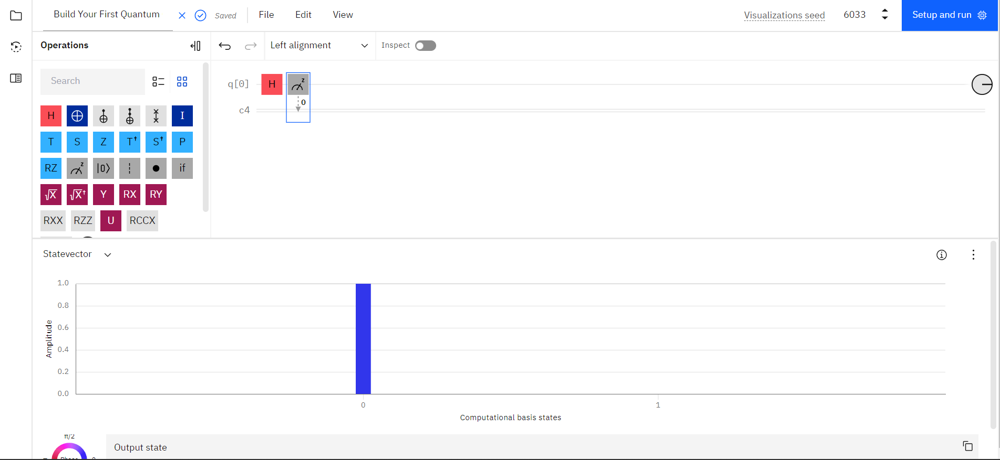 Build Your First Quantum
Saved
File
Edit
View
Visualizations seed
6033
Setup and run
Operations
Left alignment
Inspect
Search
H
I
T
S
Z
T†
S†
P
RZ
z
|0⟩
if
√X
√X†
Y
RX
RY
RXX
RZZ
U
RCCX
q[0]
H
z
0
c4
Statevector
1.0
0.8
0.6
0.4
0.2
0.0
Amplitude
0
1
Computational basis states
π/2
Phase
Output state